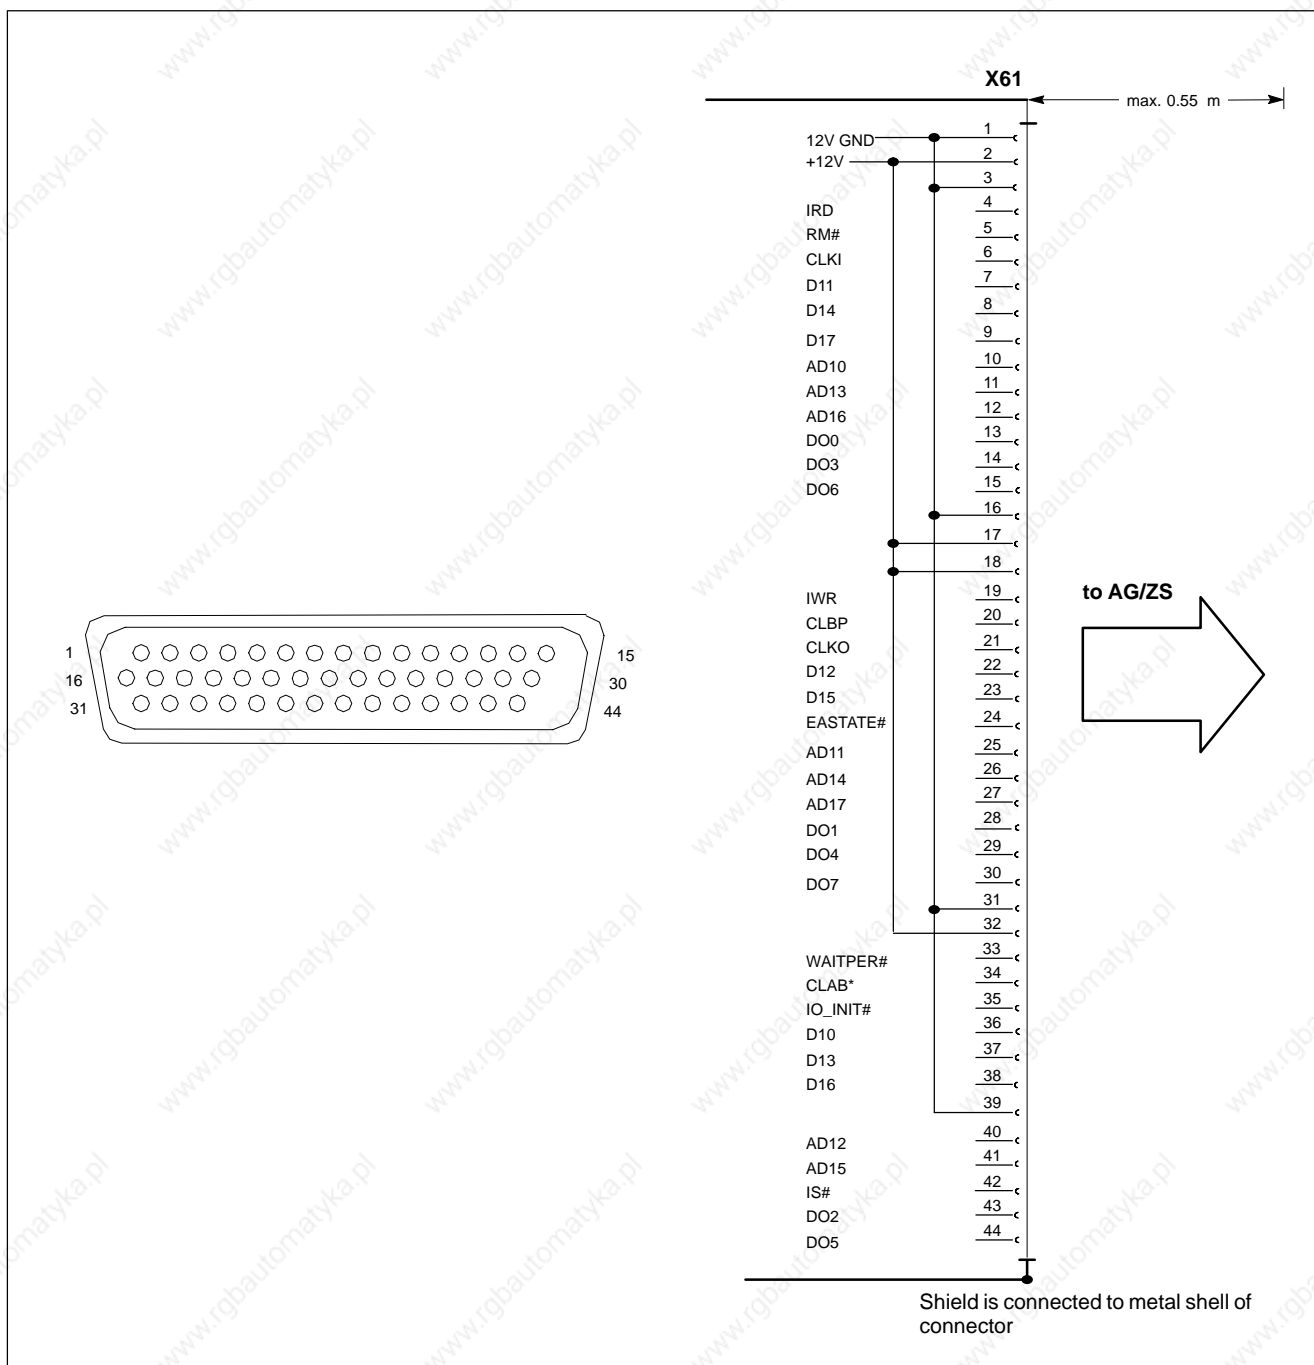 X61
max. 0.55 m
12V GND 1
+12V 2
3
IRD 4
RM# 5
CLKI 6
D11 7
D14 8
D17 9
AD10 10
AD13 11
AD16 12
DO0 13
DO3 14
DO6 15
16
17
18
IWR 19
CLBP 20
CLKO 21
D12 22
D15 23
EASTATE# 24
AD11 25
AD14 26
AD17 27
DO1 28
DO4 29
DO7 30
31
32
WAITPER# 33
CLAB* 34
IO_INIT# 35
D10 36
D13 37
D16 38
39
AD12 40
AD15 41
IS# 42
DO2 43
DO5 44
to AG/ZS
1 15
16 30
31 44
Shield is connected to metal shell of
connector
www.rgbautomatyka.pl